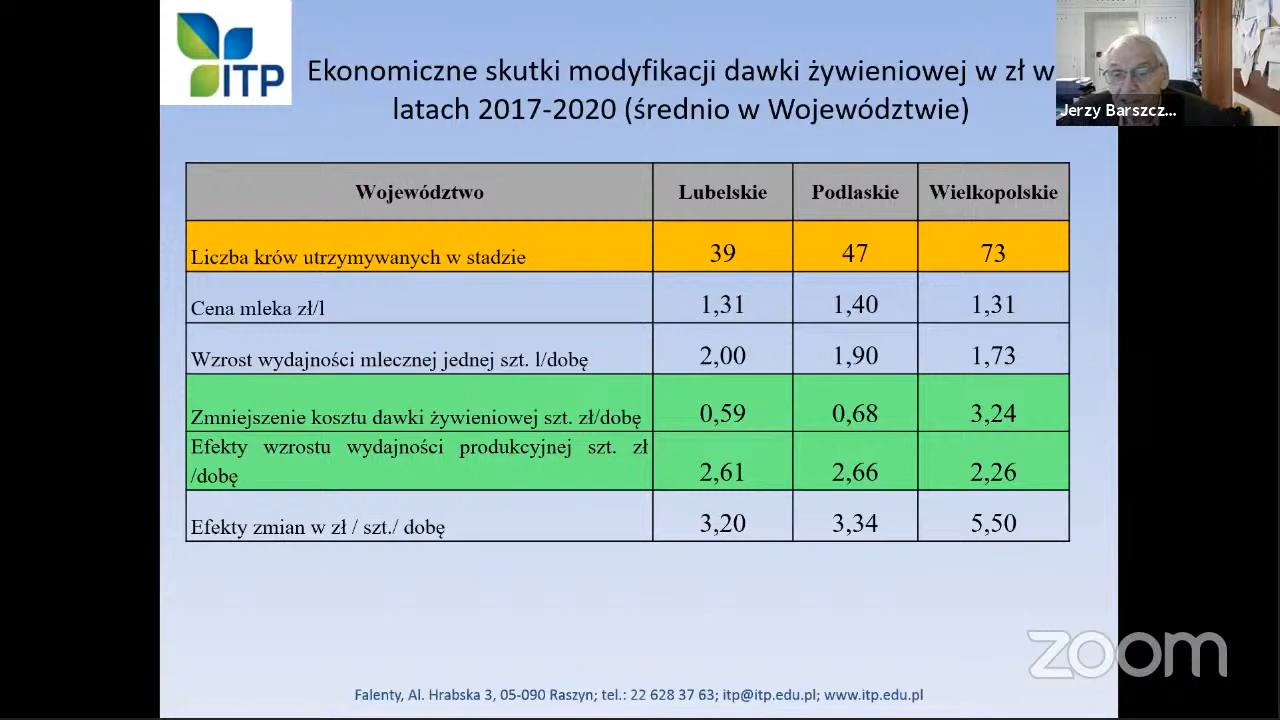 ITP
Ekonomiczne skutki modyfikacji dawki żywieniowej w zł w
latach 2017-2020 (średnio w Województwie)
Jerzy Barszcz...
Województwo Lubelskie Podlaskie Wielkopolskie
Liczba krów utrzymywanych w stadzie 39 47 73
Cena mleka zł/l 1,31 1,40 1,31
Wzrost wydajności mlecznej jednej szt. l/dobę 2,00 1,90 1,73
Zmniejszenie kosztu dawki żywieniowej szt. zł/dobę 0,59 0,68 3,24
Efekty wzrostu wydajności produkcyjnej szt. zł
/dobę 2,61 2,66 2,26
Efekty zmian w zł / szt./ dobę 3,20 3,34 5,50
zoom
Falenty, Al. Hrabska 3, 05-090 Raszyn; tel.: 22 628 37 63; itp@itp.edu.pl; www.itp.edu.pl